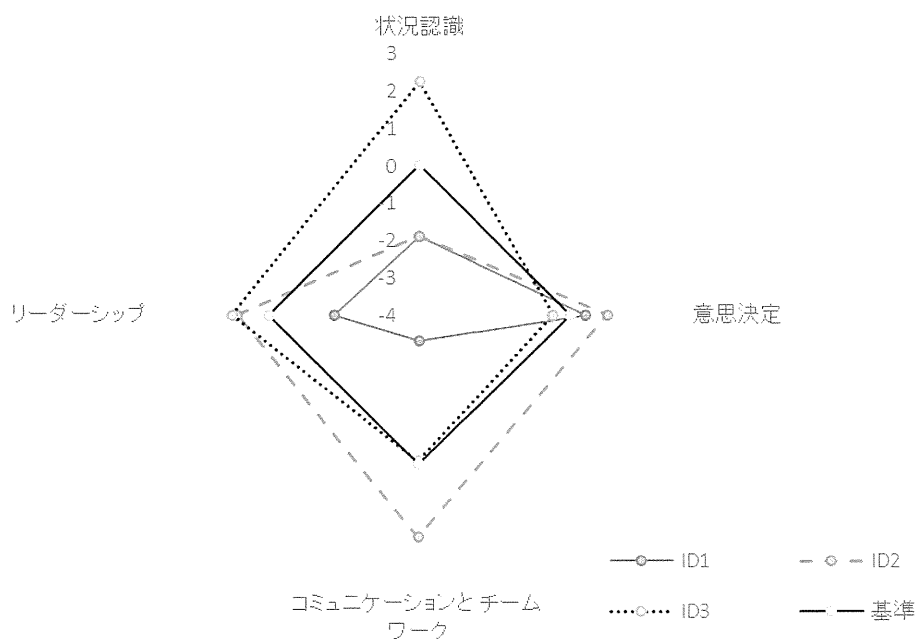 状況認識
3
2
1
0
-1
-2
-3
-4
リーダーシップ
意思決定
コミュニケーションと チーム
ワーク
ID1
ID2
ID3
基準